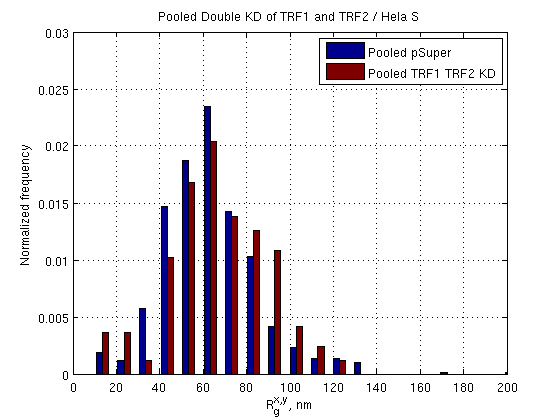 Pooled Double KD of TRF1 and TRF2 / Hela S
0.03
0.025
0.02
0.015
0.01
0.005
0
Normalized frequency
Pooled pSuper
Pooled TRF1 TRF2 KD
0 20 40 60 80 100 120 140 160 180 200
R_g^x,y, nm